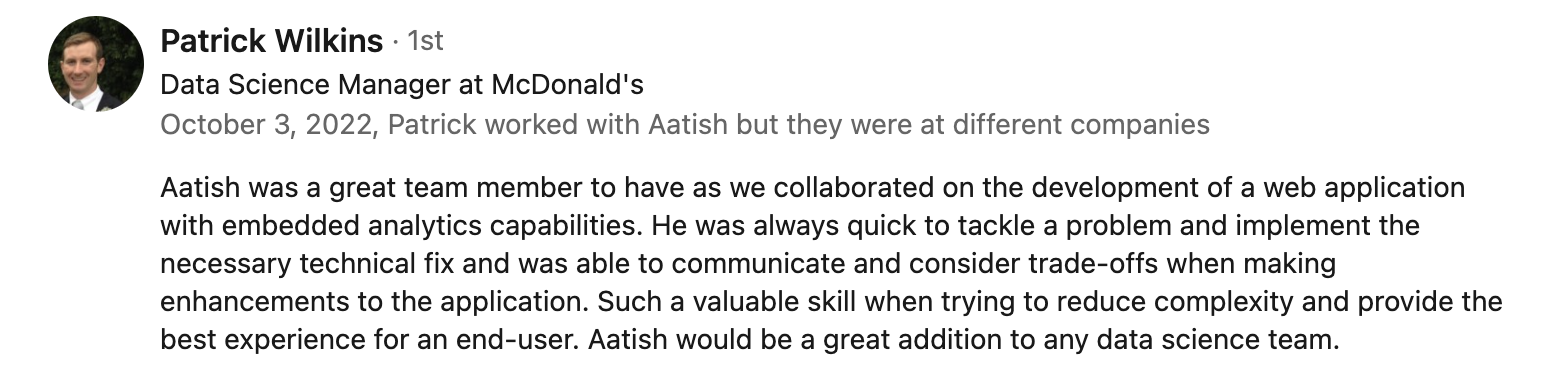 Patrick Wilkins · 1st
Data Science Manager at McDonald's
October 3, 2022, Patrick worked with Aatish but they were at different companies
Aatish was a great team member to have as we collaborated on the development of a web application
with embedded analytics capabilities. He was always quick to tackle a problem and implement the
necessary technical fix and was able to communicate and consider trade-offs when making
enhancements to the application. Such a valuable skill when trying to reduce complexity and provide the
best experience for an end-user. Aatish would be a great addition to any data science team.